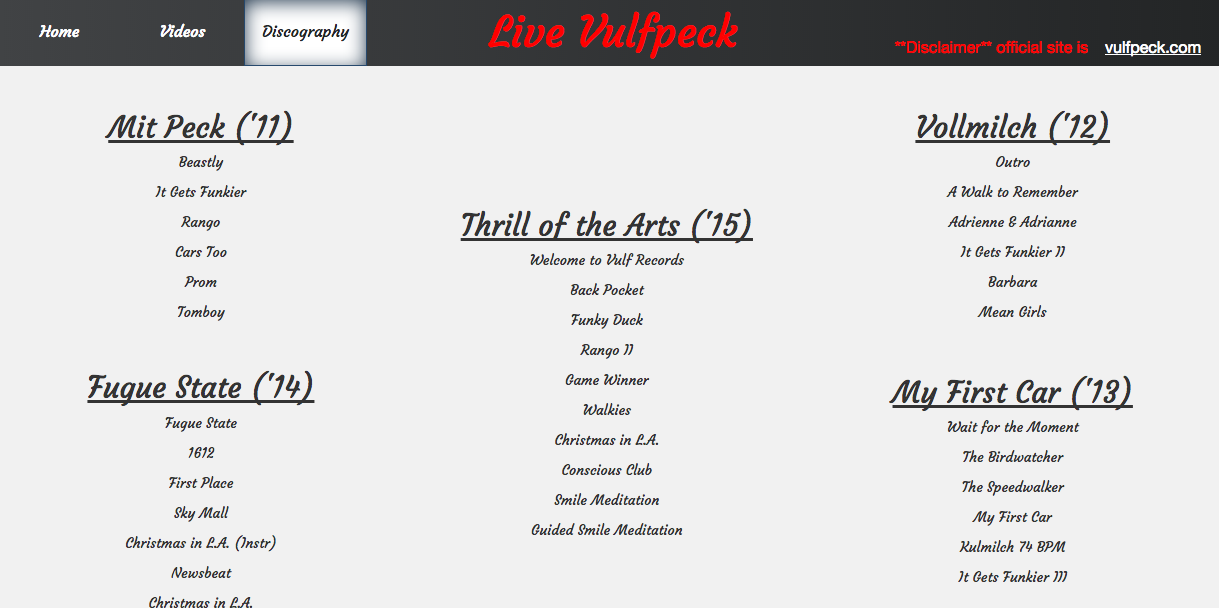 Home Videos Discography Live Vulfpeck **Disclaimer** official site is vulfpeck.com
Mit Peck ('11)
Beastly
It Gets Funkier
Rango
Cars Too
Prom
Tomboy
Fugue State ('14)
Fugue State
1612
First Place
Sky Mall
Christmas in L.A. (Instr)
Newsbeat
Christmas in L.A.
Thrill of the Arts ('15)
Welcome to Vulf Records
Back Pocket
Funky Duck
Rango II
Game Winner
Walkies
Christmas in L.A.
Conscious Club
Smile Meditation
Guided Smile Meditation
Vollmilch ('12)
Outro
A Walk to Remember
Adrienne & Adrianne
It Gets Funkier II
Barbara
Mean Girls
My First Car ('13)
Wait for the Moment
The Birdwatcher
The Speedwalker
My First Car
Kulmilch 74 BPM
It Gets Funkier III